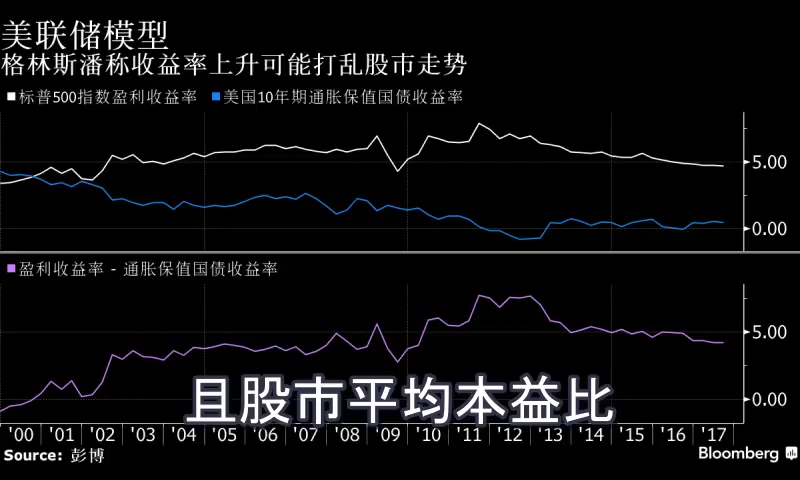 美联储模型
格林斯潘称收益率上升可能打乱股市走势
标普500指数盈利收益率 美国10年期通胀保值国债收益率
5.00
0.00
盈利收益率 - 通胀保值国债收益率
5.00
0.00
且股市平均本益比
'00 '01 '02 '03 '04 '05 '06 '07 '08 '09 '10 '11 '12 '13 '14 '15 '16 '17
Source: 彭博
Bloomberg